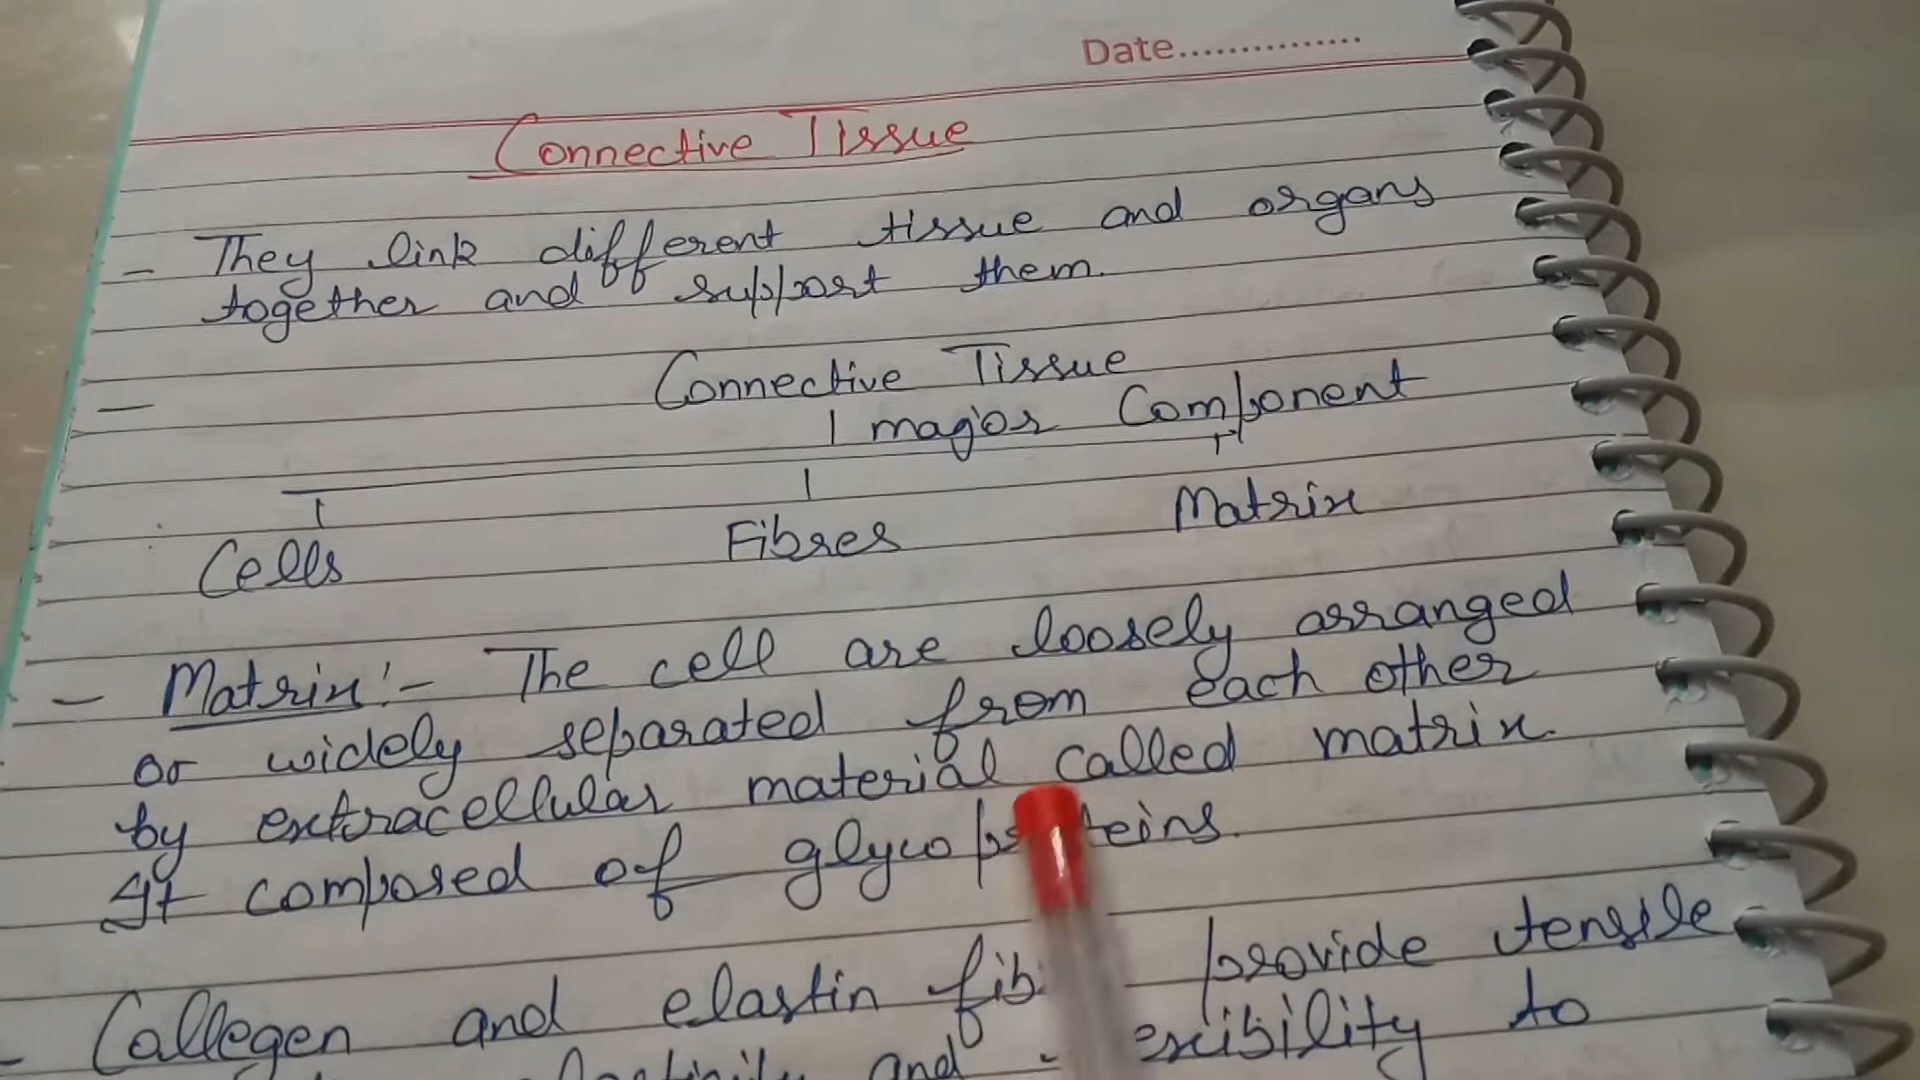 Date...............
Connective Tissue
- They link different tissue and organs
together and support them.
- Connective Tissue
major Component
Cells Fibres Matrix
- Matrix:- The cell are loosely arranged
or widely separated from each other
by extracellular material called matrix.
It composed of glycoproteins.
- Collegen and elastin provide tensile
and to